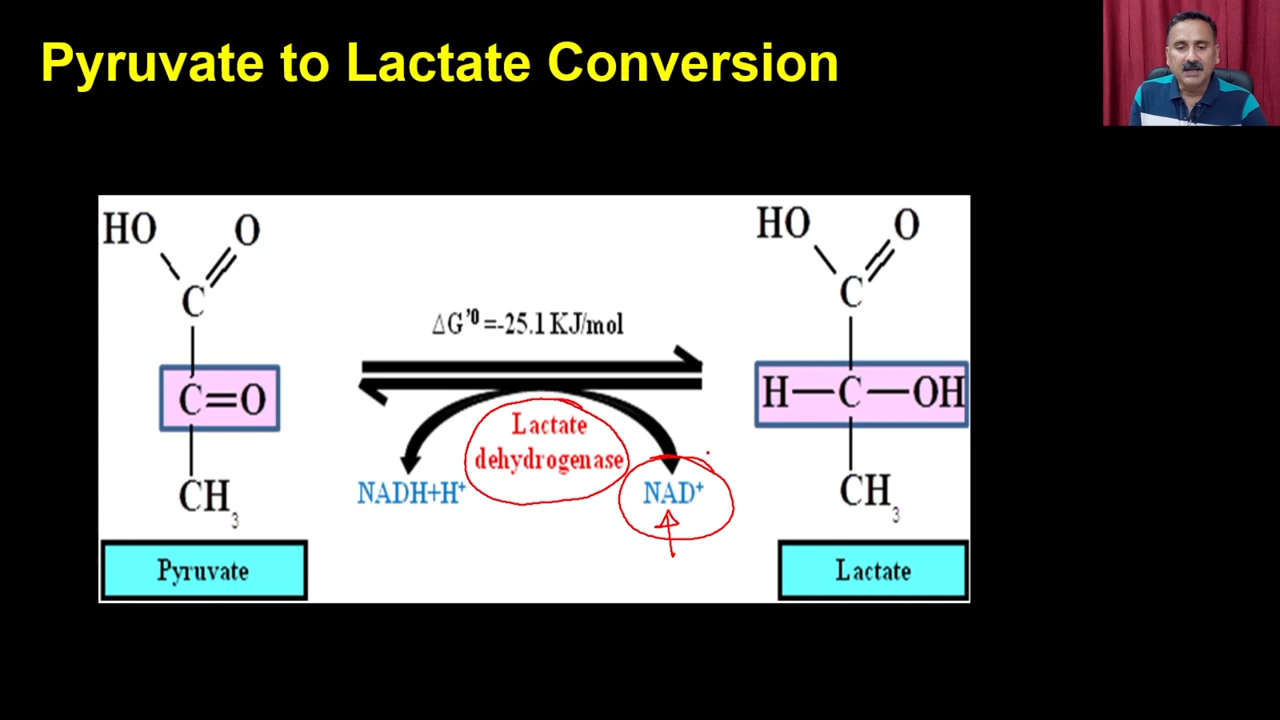 Pyruvate to Lactate Conversion
HO O
C
C=O
CH3
Pyruvate
ΔG'⁰ =-25.1 KJ/mol
Lactate
dehydrogenase
NADH+H⁺
NAD⁺
HO O
C
H—C—OH
CH3
Lactate